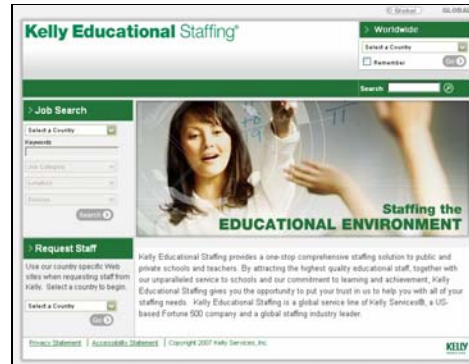 Global GLOBAL
Kelly Educational Staffing®
> Worldwide
Select a Country
Remember
Go
Search
> Job Search
Select a Country
Keywords
Job Category
Location
Search
> Request Staff
Use our country specific Web
sites when requesting staff from
Kelly. Select a country to begin.
Select a Country
Go
+0
19
π
Staffing the
EDUCATIONAL ENVIRONMENT
Kelly Educational Staffing provides a one-stop comprehensive staffing solution to public and
private schools and teachers. By attracting the highest quality educational staff, together with
our unparalleled service to schools and our commitment to learning and achievement, Kelly
Educational Staffing gives you the opportunity to put your trust in us to help you with all of your
staffing needs. Kelly Educational Staffing is a global service line of Kelly Services®, a US-
based Fortune 500 company and a global staffing industry leader.
Privacy Statement | Accessibility Statement | Copyright 2007 Kelly Services, Inc.
KELLY